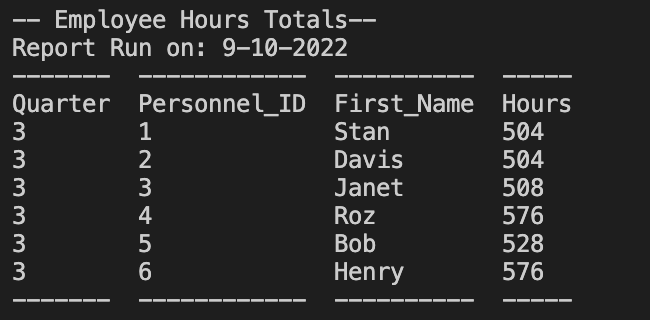 -- Employee Hours Totals--
Report Run on: 9-10-2022
-------  ------------  ----------  -----
Quarter  Personnel_ID  First_Name  Hours
3        1             Stan        504
3        2             Davis       504
3        3             Janet       508
3        4             Roz         576
3        5             Bob         528
3        6             Henry       576
-------  ------------  ----------  -----